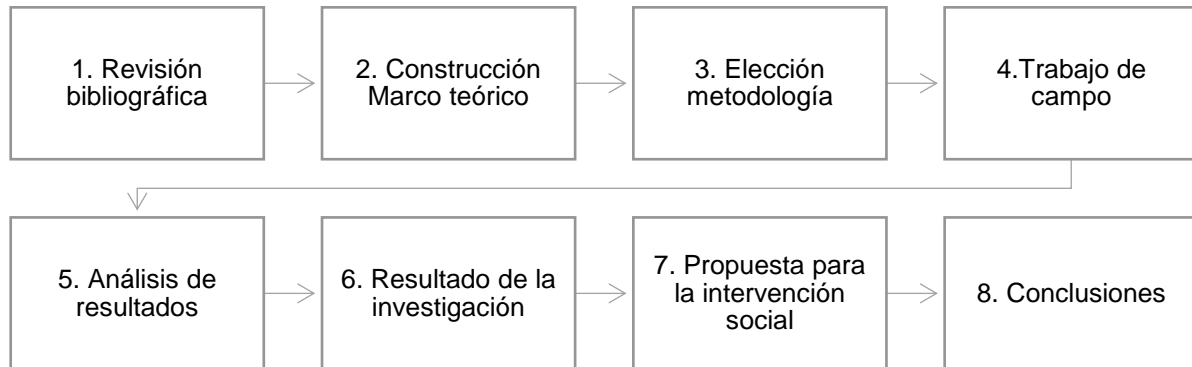 1. Revisión
bibliográfica
2. Construcción
Marco teórico
3. Elección
metodología
4.Trabajo de
campo
5. Análisis de
resultados
6. Resultado de la
investigación
7. Propuesta para
la intervención
social
8. Conclusiones